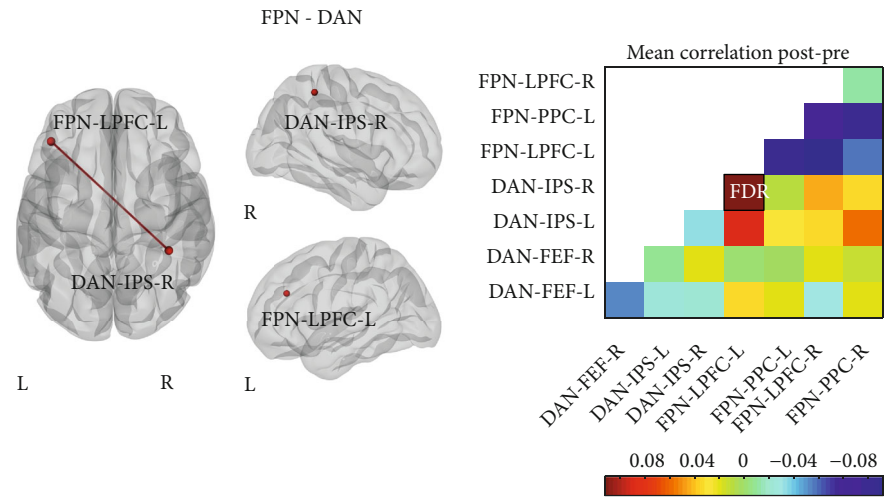 FPN - DAN
FPN-LPFC-L
DAN-IPS-R
L
R
DAN-IPS-R
R
FPN-LPFC-L
L
Mean correlation post-pre
FPN-LPFC-R
FPN-PPC-L
FPN-LPFC-L
DAN-IPS-R
FDR
DAN-IPS-L
DAN-FEF-R
DAN-FEF-L
DAN-FEF-R
DAN-IPS-L
DAN-IPS-R
FPN-LPFC-L
FPN-PPC-L
FPN-LPFC-R
FPN-PPC-R
0.08 0.04 0 −0.04 −0.08